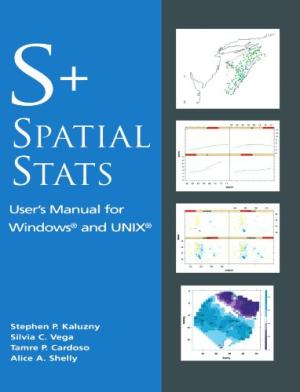 S+
SPATIAL
STATS
User's Manual for
Windows® and UNIX®
Stephen P. Kaluzny
Silvia C. Vega
Tamre P. Cardoso
Alice A. Shelly